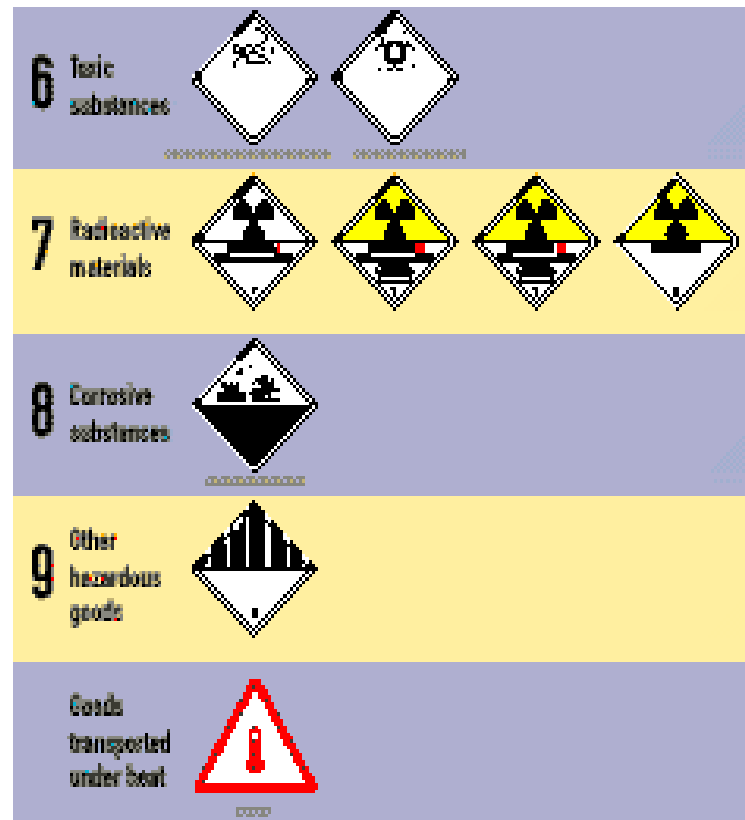 6 Toxic
substances
7 Radioactive
materials
8 Corrosive
substances
9 Other
hazardous
goods
Goods
transported
under heat